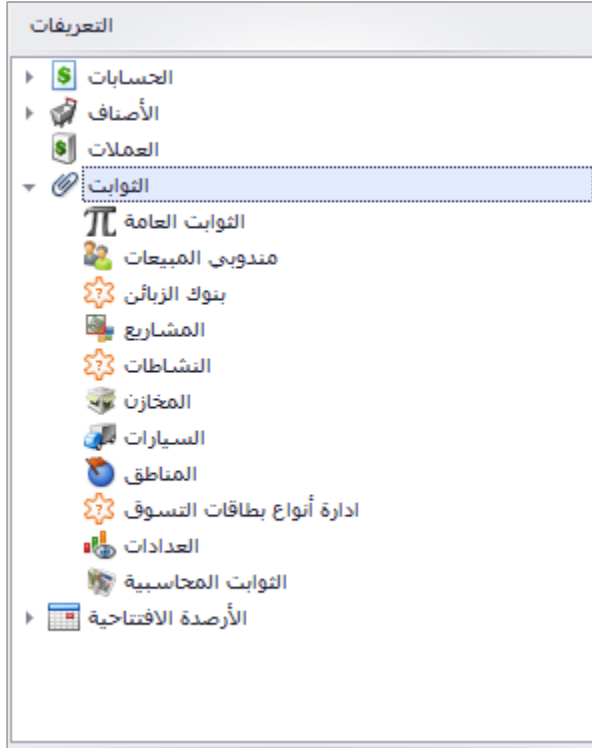 التعريفات
الحسابات
الأصناف
العملات
الثوابت
الثوابت العامة
مندوبي المبيعات
بنوك الزبائن
المشاريع
النشاطات
المخازن
السيارات
المناطق
ادارة أنواع بطاقات التسوق
العدادات
الثوابت المحاسبية
الأرصدة الافتتاحية